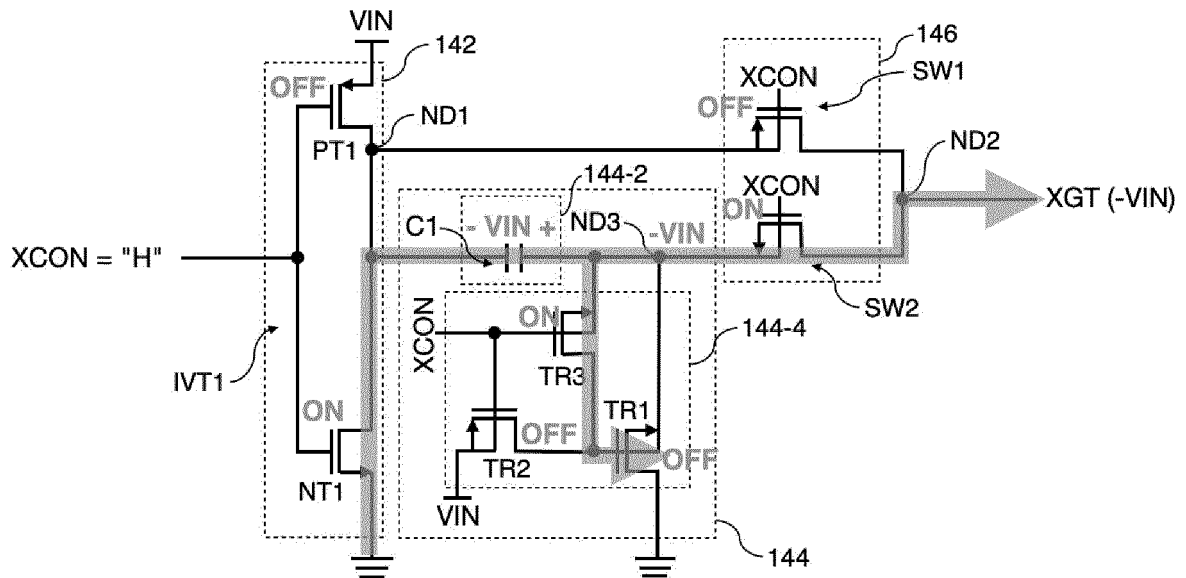 VIN
142
146
XCON
SW1
OFF
OFF
ND1
ND2
PT1
144-2
XCON
XGT (-VIN)
C1
- VIN +
ND3
-VIN
ON
XCON = "H"
SW2
XCON
ON
144-4
TR3
IVT1
ON
TR1
OFF
OFF
TR2
NT1
VIN
144